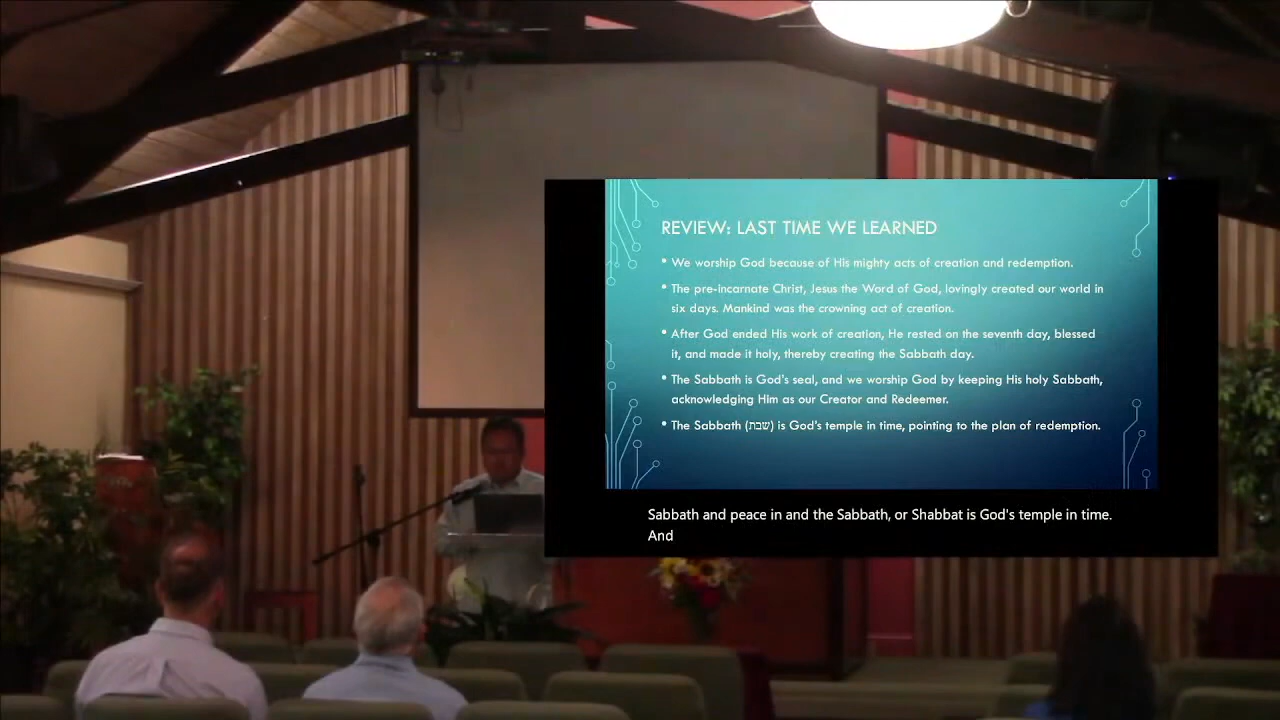 REVIEW: LAST TIME WE LEARNED
• We worship God because of His mighty acts of creation and redemption.
• The pre-incarnate Christ, Jesus the Word of God, lovingly created our world in
six days. Mankind was the crowning act of creation.
• After God ended His work of creation, He rested on the seventh day, blessed
it, and made it holy, thereby creating the Sabbath day.
• The Sabbath is God's seal, and we worship God by keeping His holy Sabbath,
acknowledging Him as our Creator and Redeemer.
• The Sabbath (שבת) is God's temple in time, pointing to the plan of redemption.
Sabbath and peace in and the Sabbath, or Shabbat is God's temple in time.
And